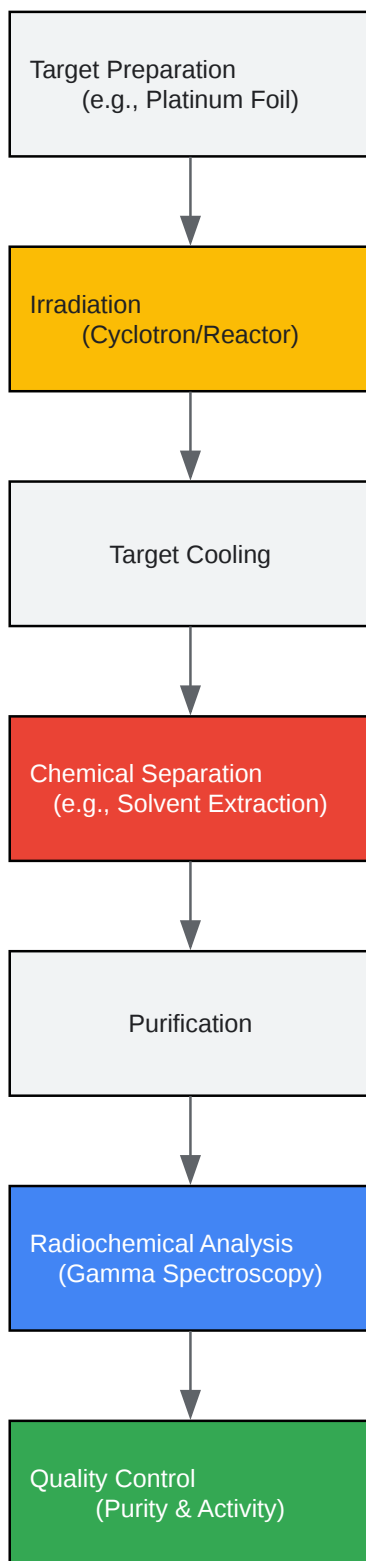 Target Preparation
(e.g., Platinum Foil)
Irradiation
(Cyclotron/Reactor)
Target Cooling
Chemical Separation
(e.g., Solvent Extraction)
Purification
Radiochemical Analysis
(Gamma Spectroscopy)
Quality Control
(Purity & Activity)